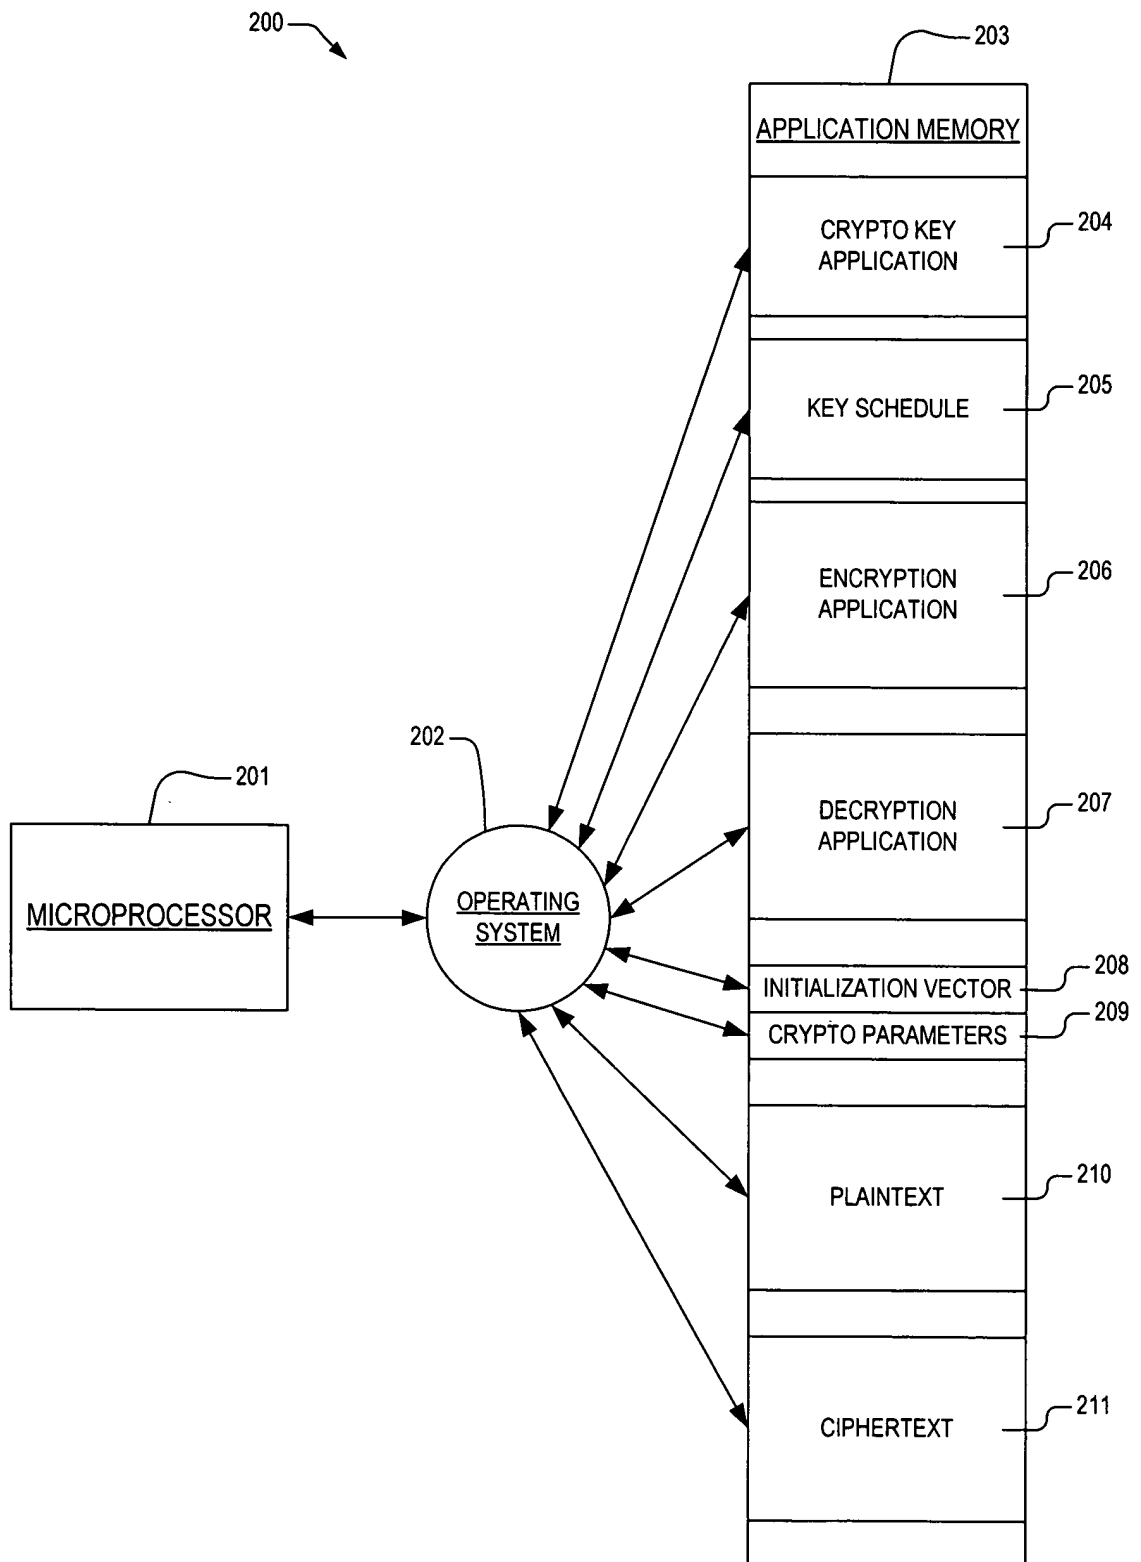 200
203
APPLICATION MEMORY
CRYPTO KEY
APPLICATION
204
KEY SCHEDULE
205
ENCRYPTION
APPLICATION
206
202
201
DECRYPTION
APPLICATION
207
MICROPROCESSOR
OPERATING
SYSTEM
INITIALIZATION VECTOR
208
CRYPTO PARAMETERS
209
PLAINTEXT
210
CIPHERTEXT
211